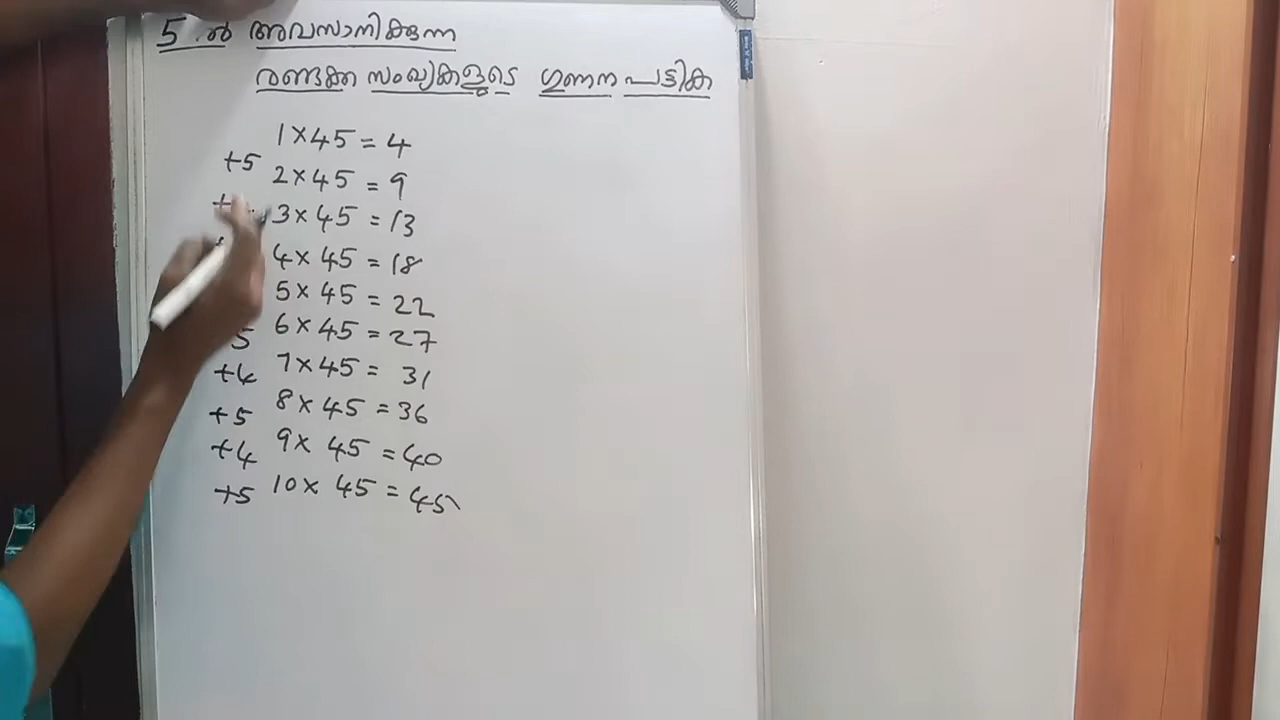 5 ൽ അവസാനിക്കുന്ന
രണ്ടക്ക സംഖ്യകളുടെ ഗുണന പട്ടിക
1×45 = 4
+5
2×45 = 9
+
3×45 = 13
4×45 = 18
5×45 = 22
5 6×45 = 27
+4 7×45 = 31
+5 8×45 = 36
+4 9×45 = 40
+5 10×45 = 45